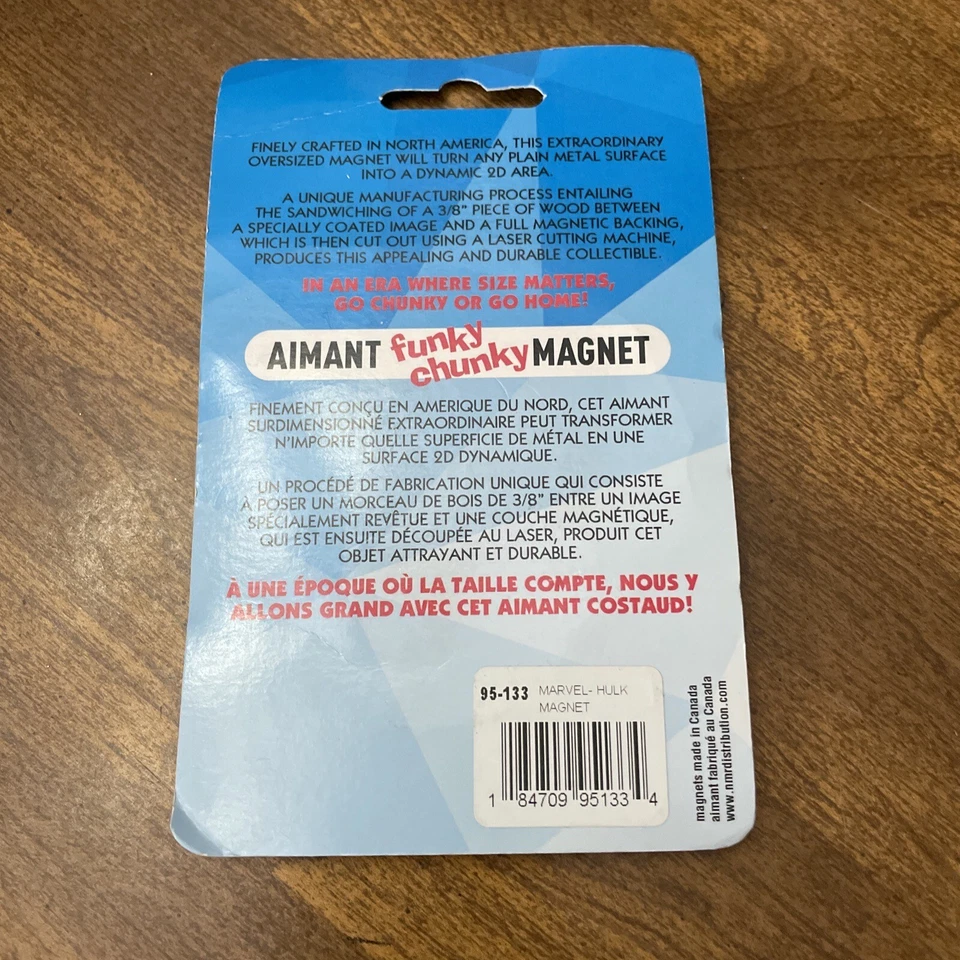 FINELY CRAFTED IN NORTH AMERICA, THIS EXTRAORDINARY
OVERSIZED MAGNET WILL TURN ANY PLAIN METAL SURFACE
INTO A DYNAMIC 2D AREA.
A UNIQUE MANUFACTURING PROCESS ENTAILING
THE SANDWICHING OF A 3/8" PIECE OF WOOD BETWEEN
A SPECIALLY COATED IMAGE AND A FULL MAGNETIC BACKING,
WHICH IS THEN CUT OUT USING A LASER CUTTING MACHINE,
PRODUCES THIS APPEALING AND DURABLE COLLECTIBLE.
IN AN ERA WHERE SIZE MATTERS,
GO CHUNKY OR GO HOME!
AIMANT funky chunky MAGNET
FINEMENT CONÇU EN AMERIQUE DU NORD, CET AIMANT
SURDIMENSIONNÉ EXTRAORDINAIRE PEUT TRANSFORMER
N'IMPORTE QUELLE SUPERFICIE DE MÉTAL EN UNE
SURFACE 2D DYNAMIQUE.
UN PROCÉDÉ DE FABRICATION UNIQUE QUI CONSISTE
À POSER UN MORCEAU DE BOIS DE 3/8" ENTRE UN IMAGE
SPÉCIALEMENT REVÊTUE ET UNE COUCHE MAGNÉTIQUE,
QUI EST ENSUITE DÉCOUPÉE AU LASER, PRODUIT CET
OBJET ATTRAYANT ET DURABLE.
À UNE ÉPOQUE OÙ LA TAILLE COMPTE, NOUS Y
ALLONS GRAND AVEC CET AIMANT COSTAUD!
95-133 MARVEL- HULK
MAGNET
1 84709 95133 4
magnets made in Canada
aimant fabriqué au Canada
www.nmrdistribution.com